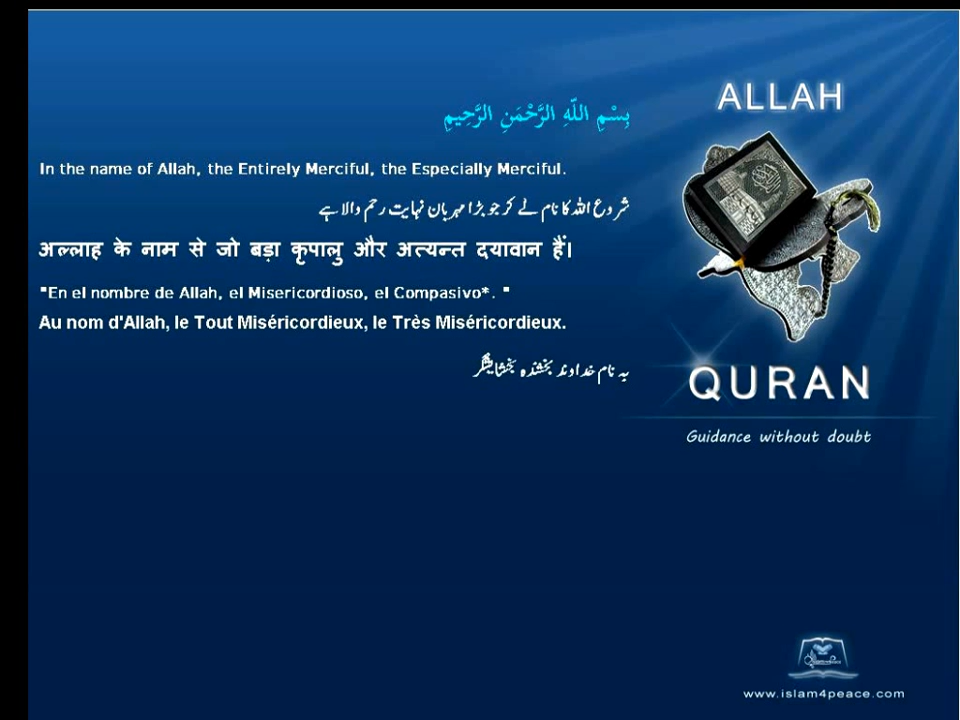 بِسْمِ اللّهِ الرَّحْمَنِ الرَّحِيمِ
In the name of Allah, the Entirely Merciful, the Especially Merciful.
شروع اللہ کا نام لے کر جو بڑا مہربان نہایت رحم والا ہے
अल्लाह के नाम से जो बड़ा कृपालु और अत्यन्त दयावान हैं।
"En el nombre de Allah, el Misericordioso, el Compasivo*. "
Au nom d'Allah, le Tout Miséricordieux, le Très Miséricordieux.
به نام خداوند بخشنده بخشایشگر
ALLAH
QURAN
Guidance without doubt
www.islam4peace.com